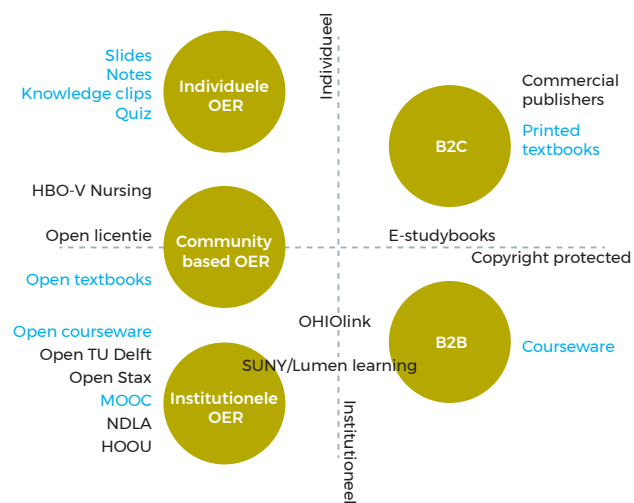 Slides
Notes
Knowledge clips
Quiz
Individuele
OER
Individueel
Commercial
publishers
Printed
textbooks
B2C
HBO-V Nursing
Open licentie
Community
based OER
E-studybooks
Copyright protected
Open textbooks
Open courseware
Open TU Delft
Open Stax
MOOC
NDLA
HOOU
Institutionele
OER
OHIOlink
SUNY/Lumen learning
B2B
Courseware
Institutioneel